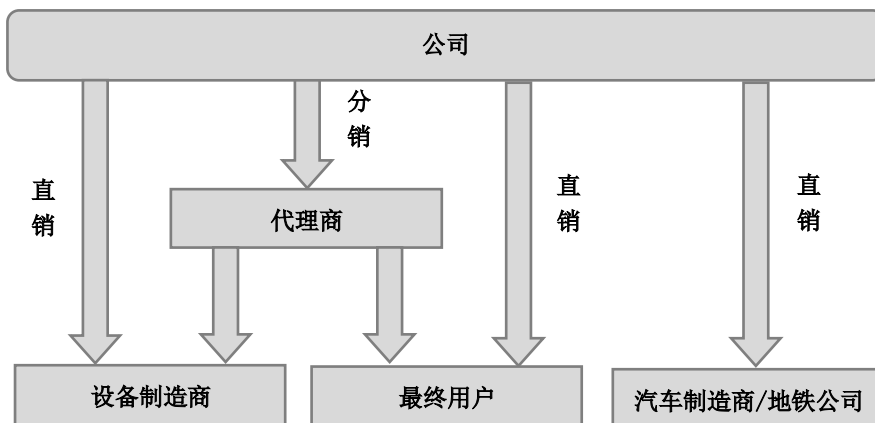 公司
分销
直销
直销
直销
代理商
设备制造商
最终用户
汽车制造商/地铁公司